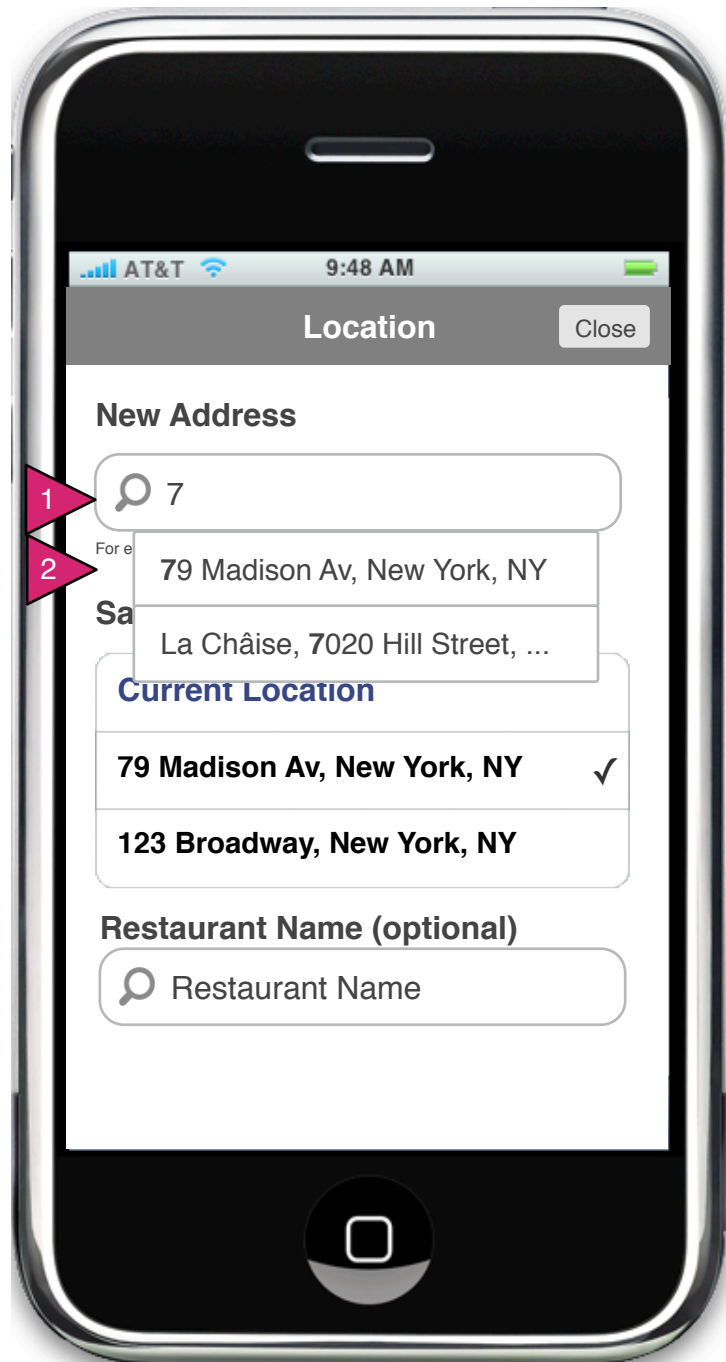 AT&T 9:48 AM
Location Close
New Address
1 7
For e
2 79 Madison Av, New York, NY
Sa
La Châise, 7020 Hill Street, ...
Current Location
79 Madison Av, New York, NY ✓
123 Broadway, New York, NY
Restaurant Name (optional)
Restaurant Name